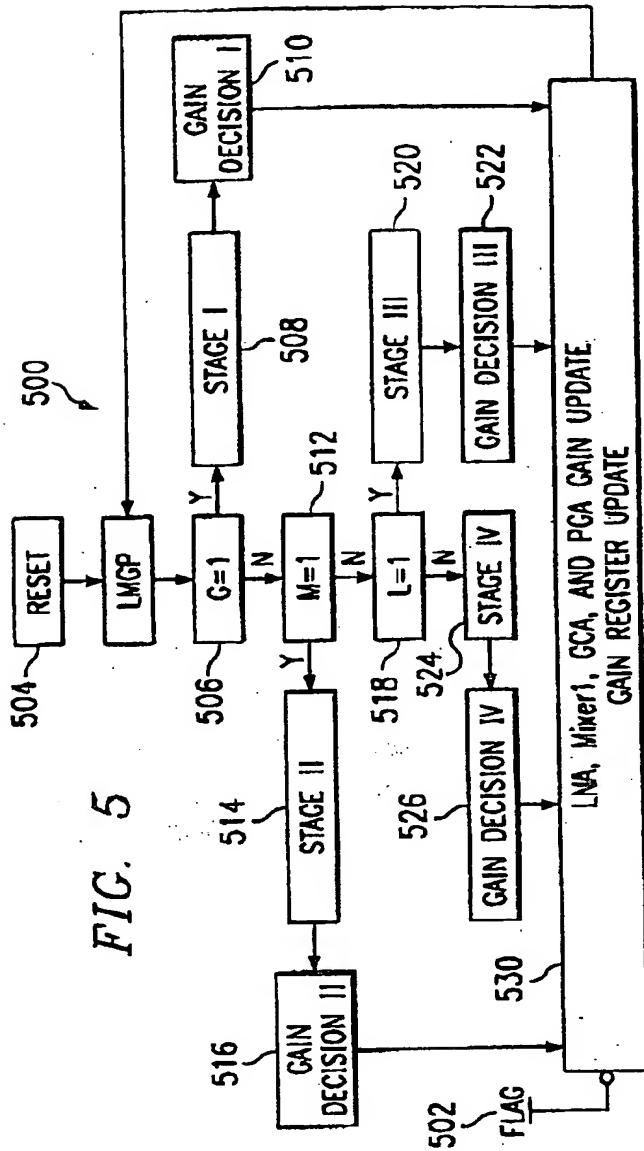 FIG. 5
500
504
RESET
LMGP
506
G=1
Y
N
STAGE I
508
GAIN
DECISION I
510
M=1
512
Y
N
514
STAGE II
516
GAIN
DECISION II
518
L=1
Y
N
STAGE III
520
GAIN DECISION III
522
524
STAGE IV
526
GAIN DECISION IV
530
LNA, Mixer1, GCA, AND PGA GAIN UPDATE
GAIN REGISTER UPDATE
502
FLAG